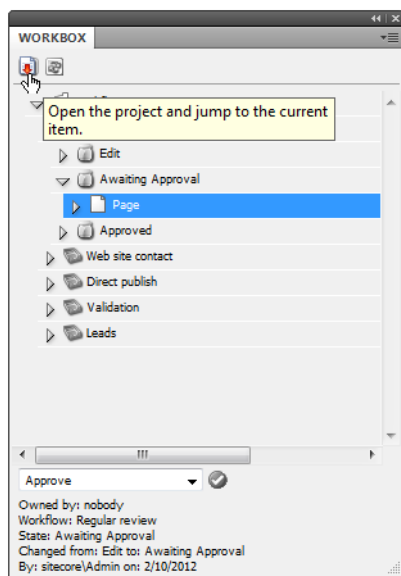 WORKBOX
Open the project and jump to the current
item.
Edit
Awaiting Approval
Page
Approved
Web site contact
Direct publish
Validation
Leads
Approve
Owned by: nobody
Workflow: Regular review
State: Awaiting Approval
Changed from: Edit to: Awaiting Approval
By: sitecore\Admin on: 2/10/2012